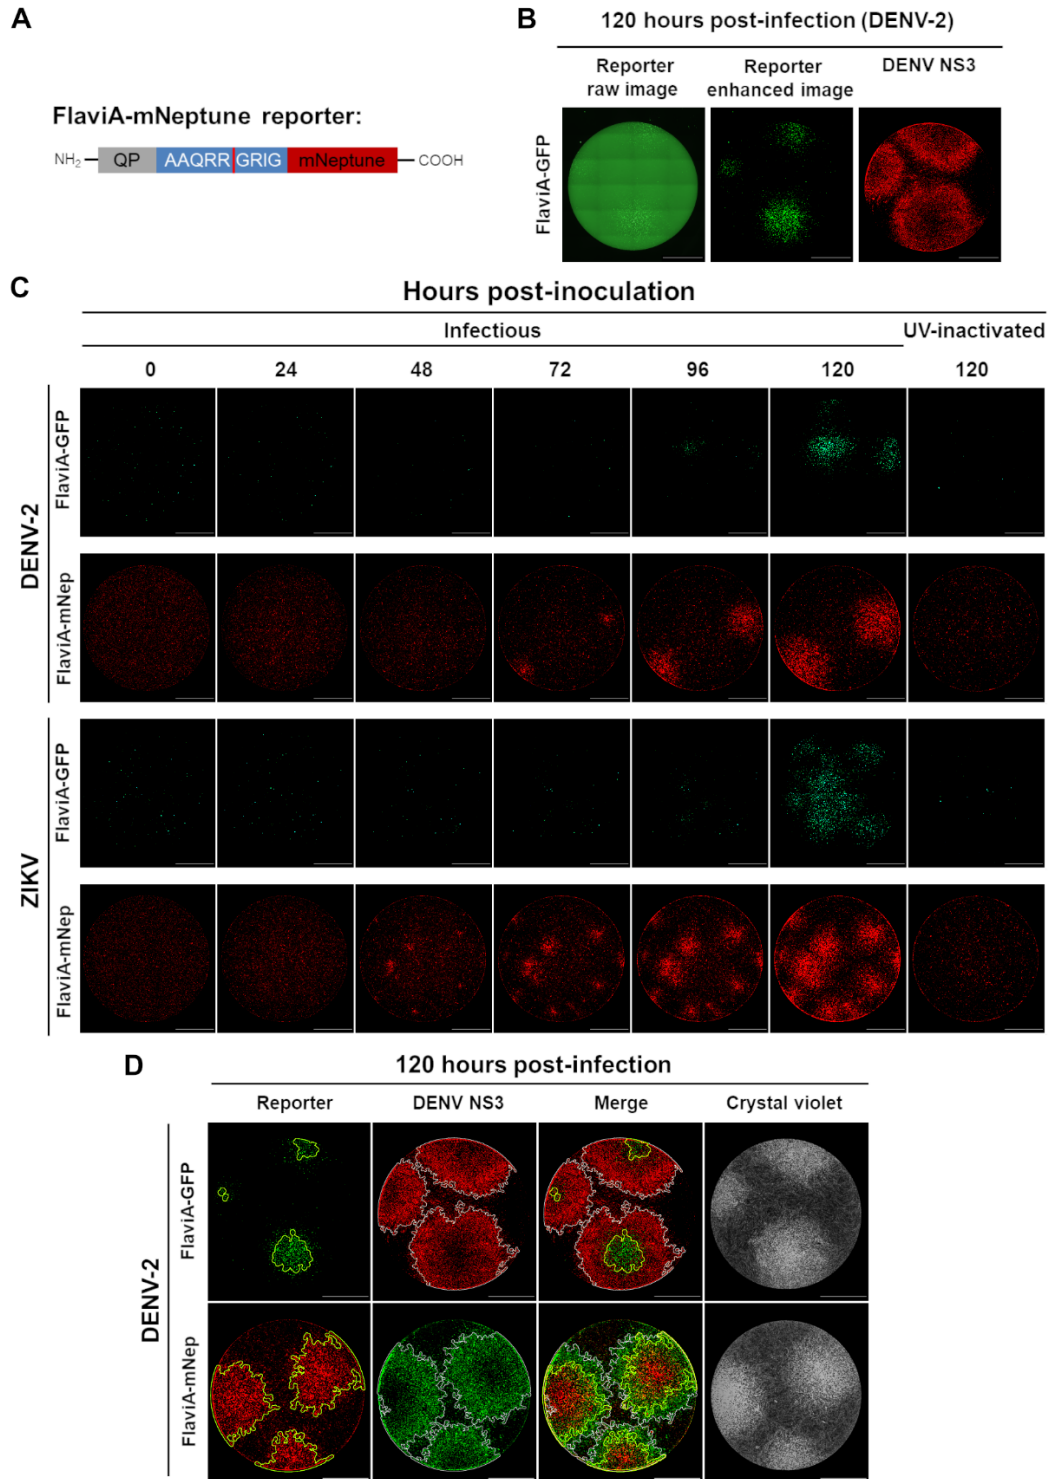 A
FlaviA-mNeptune reporter:
NH2
QP
AAQRR GRIG
mNeptune
COOH
B
120 hours post-infection (DENV-2)
Reporter raw image
Reporter enhanced image
DENV NS3
FlaviA-GFP
C
Hours post-inoculation
Infectious
UV-inactivated
0 24 48 72 96 120 120
DENV-2
FlaviA-GFP
FlaviA-mNep
ZIKV
FlaviA-GFP
FlaviA-mNep
D
120 hours post-infection
Reporter
DENV NS3
Merge
Crystal violet
DENV-2
FlaviA-GFP
FlaviA-mNep